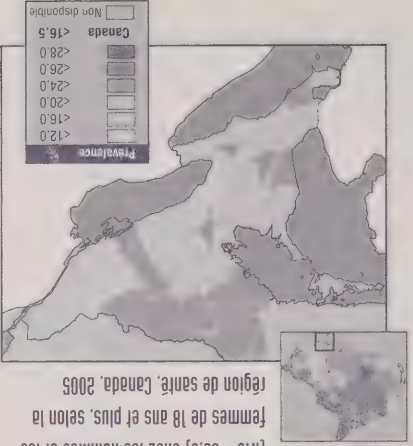 chez les hommes et les
femmes de 18 ans et plus, selon la
région de santé, Canada, 2005
Prévalence
<12.0
<16.0
<20.0
<24.0
<26.0
<28.0
Canada <16.5
Non disponible